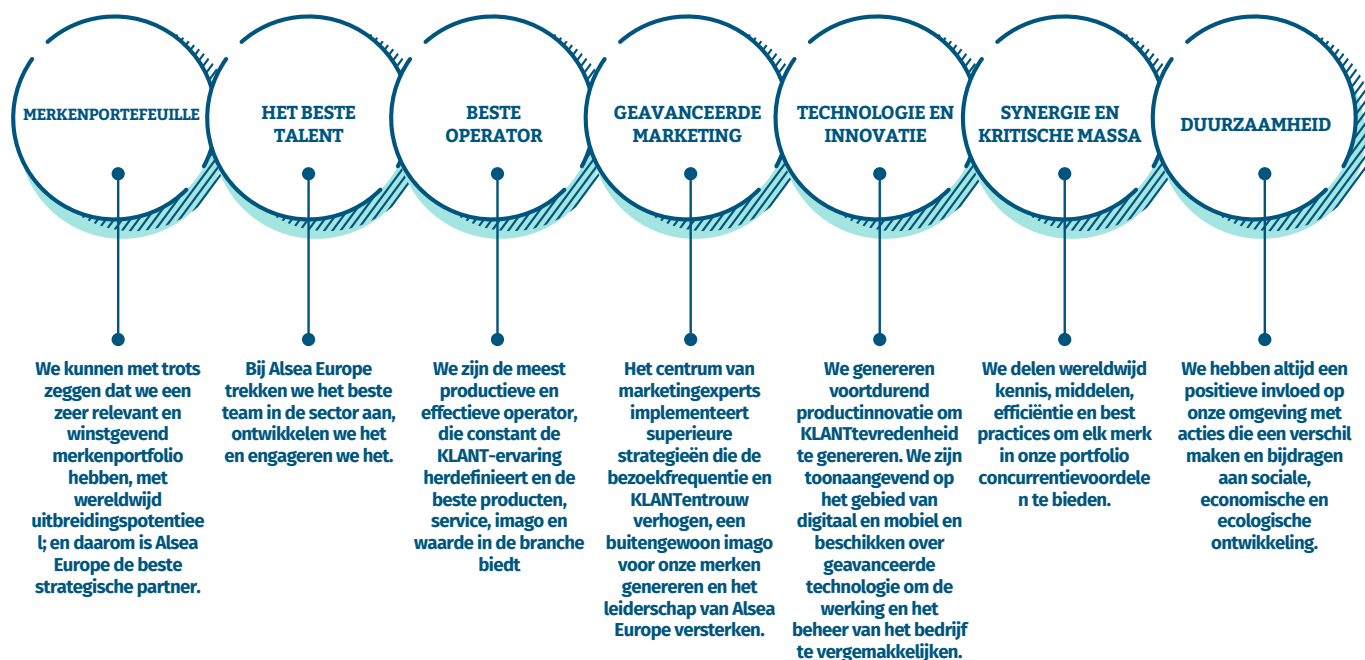 MERKENPORTEFEUILLE
HET BESTE
TALENT
BESTE
OPERATOR
GEAVANCEERDE
MARKETING
TECHNOLOGIE EN
INNOVATIE
SYNERGIE EN
KRITISCHE MASSA
DUURZAAMHEID
We kunnen met trots
zeggen dat we een
zeer relevant en
winstgevend
merkenportfolio
hebben, met
wereldwijd
uitbreidingspotentiee
l; en daarom is Alsea
Europe de beste
strategische partner.
Bij Alsea Europe
trekken we het beste
team in de sector aan,
ontwikkelen we het
en engageren we het.
We zijn de meest
productieve en
effectieve operator,
die constant de
KLANT-ervaring
herdefinieert en de
beste producten,
service, imago en
waarde in de branche
biedt
Het centrum van
marketingexperts
implementeert
superieure
strategieën die de
bezoekfrequentie en
KLANTentrouw
verhogen, een
buitengewoon imago
voor onze merken
genereren en het
leiderschap van Alsea
Europe versterken.
We genereren
voortdurend
productinnovatie om
KLANTtevredenheid
te genereren. We zijn
toonaangevend op
het gebied van
digitaal en mobiel en
beschikken over
geavanceerde
technologie om de
werking en het
beheer van het bedrijf
te vergemakkelijken.
We delen wereldwijd
kennis, middelen,
efficiëntie en best
practices om elk merk
in onze portfolio
concurrentievoordele
n te bieden.
We hebben altijd een
positieve invloed op
onze omgeving met
acties die een verschil
maken en bijdragen
aan sociale,
economische en
ecologische
ontwikkeling.